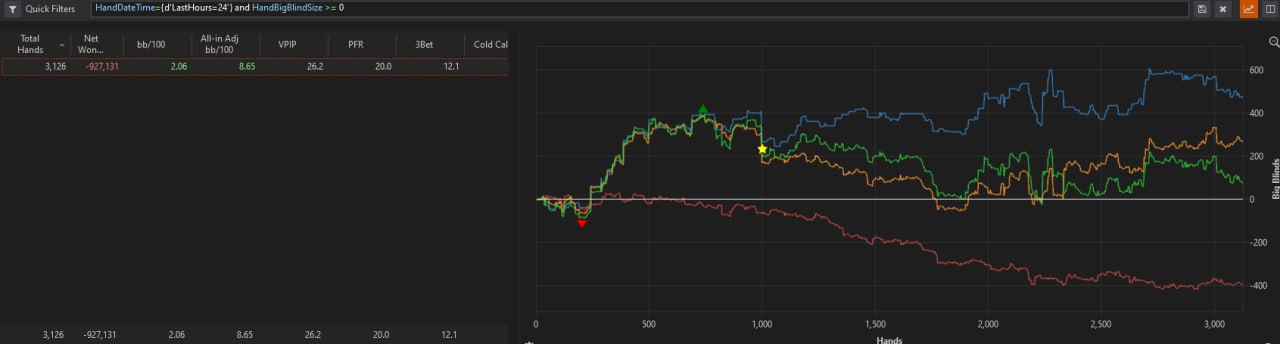 Quick Filters HandDateTime={d'LastHours=24'} and HandBigBlindSize >= 0
Total Hands Net Won... bb/100 All-in Adj bb/100 VPIP PFR 3Bet Cold Cal
3,126 -927,131 2.06 8.65 26.2 20.0 12.1
3,126 -927,131 2.06 8.65 26.2 20.0 12.1
600
400
200
0
-200
-400
Big Blinds
0 500 1,000 1,500 2,000 2,500 3,000
Hands